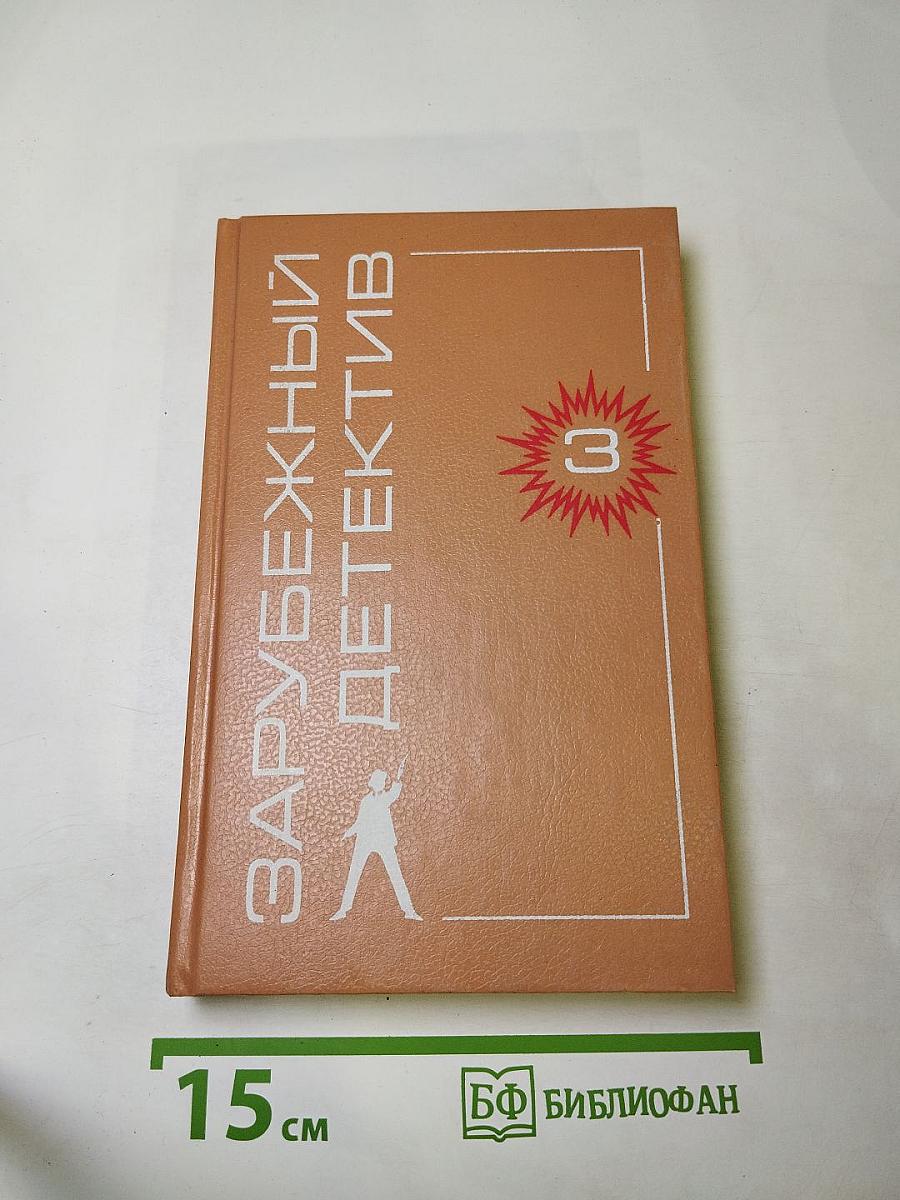 ЗАРУБЕЖНЫЙ
ДЕТЕКТИВ
3
15 см
БФ БИБЛИОФАН